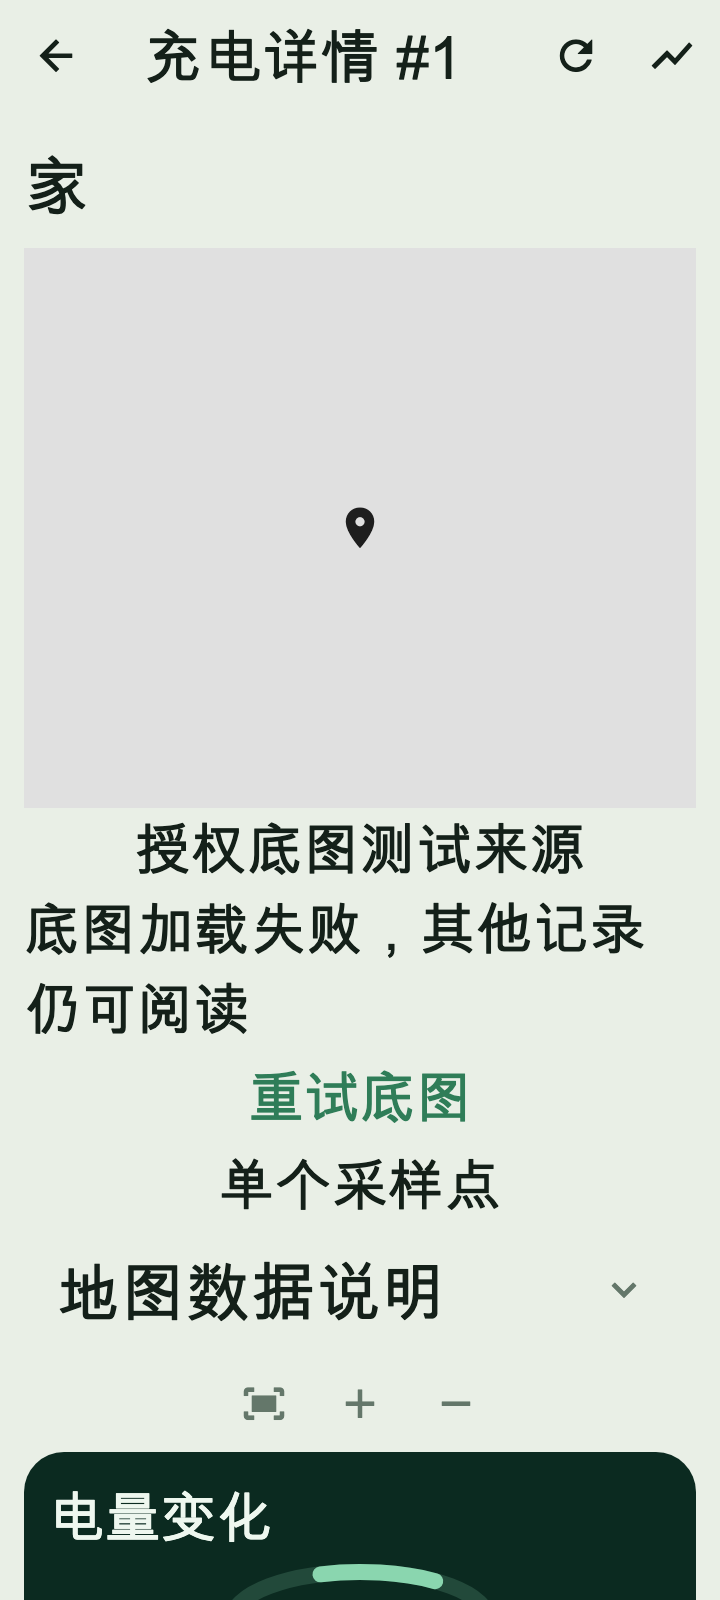 充电详情 #1
家
授权底图测试来源
底图加载失败，其他记录
仍可阅读
重试底图
单个采样点
地图数据说明
电量变化